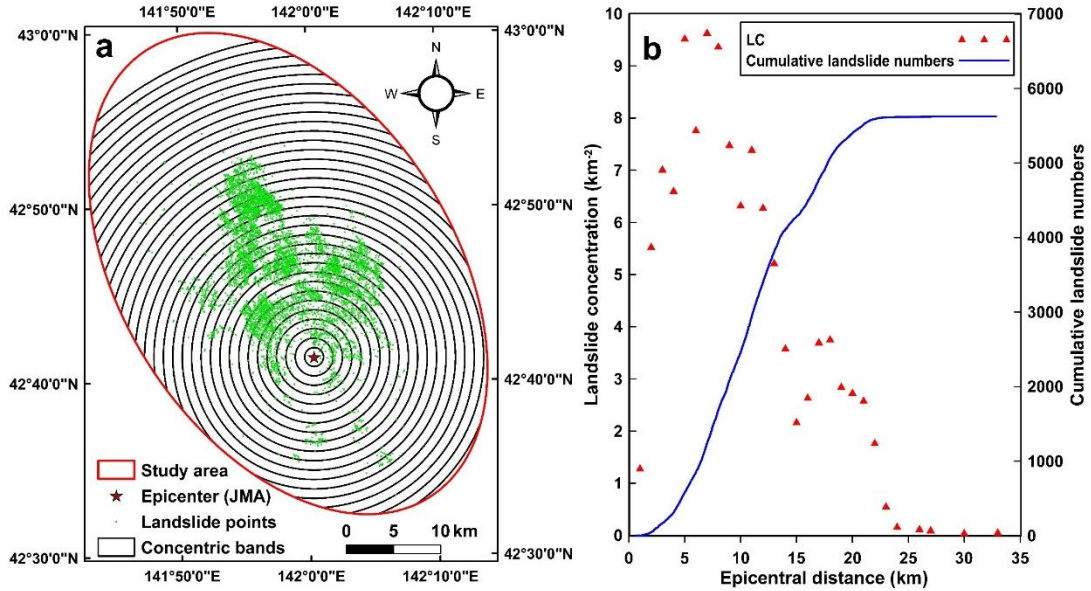 141°50'0"E 142°0'0"E 142°10'0"E
43°0'0"N
a
43°0'0"N
N
W E
S
42°50'0"N
42°50'0"N
42°40'0"N
42°40'0"N
Study area
Epicenter (JMA)
Landslide points
Concentric bands
0 5 10 km
42°30'0"N
42°30'0"N
141°50'0"E 142°0'0"E 142°10'0"E
b
LC
Cumulative landslide numbers
Landslide concentration (km⁻²)
10
9
8
7
6
5
4
3
2
1
0
0 5 10 15 20 25 30 35
Epicentral distance (km)
7000
6000
5000
4000
3000
2000
1000
0
Cumulative landslide numbers